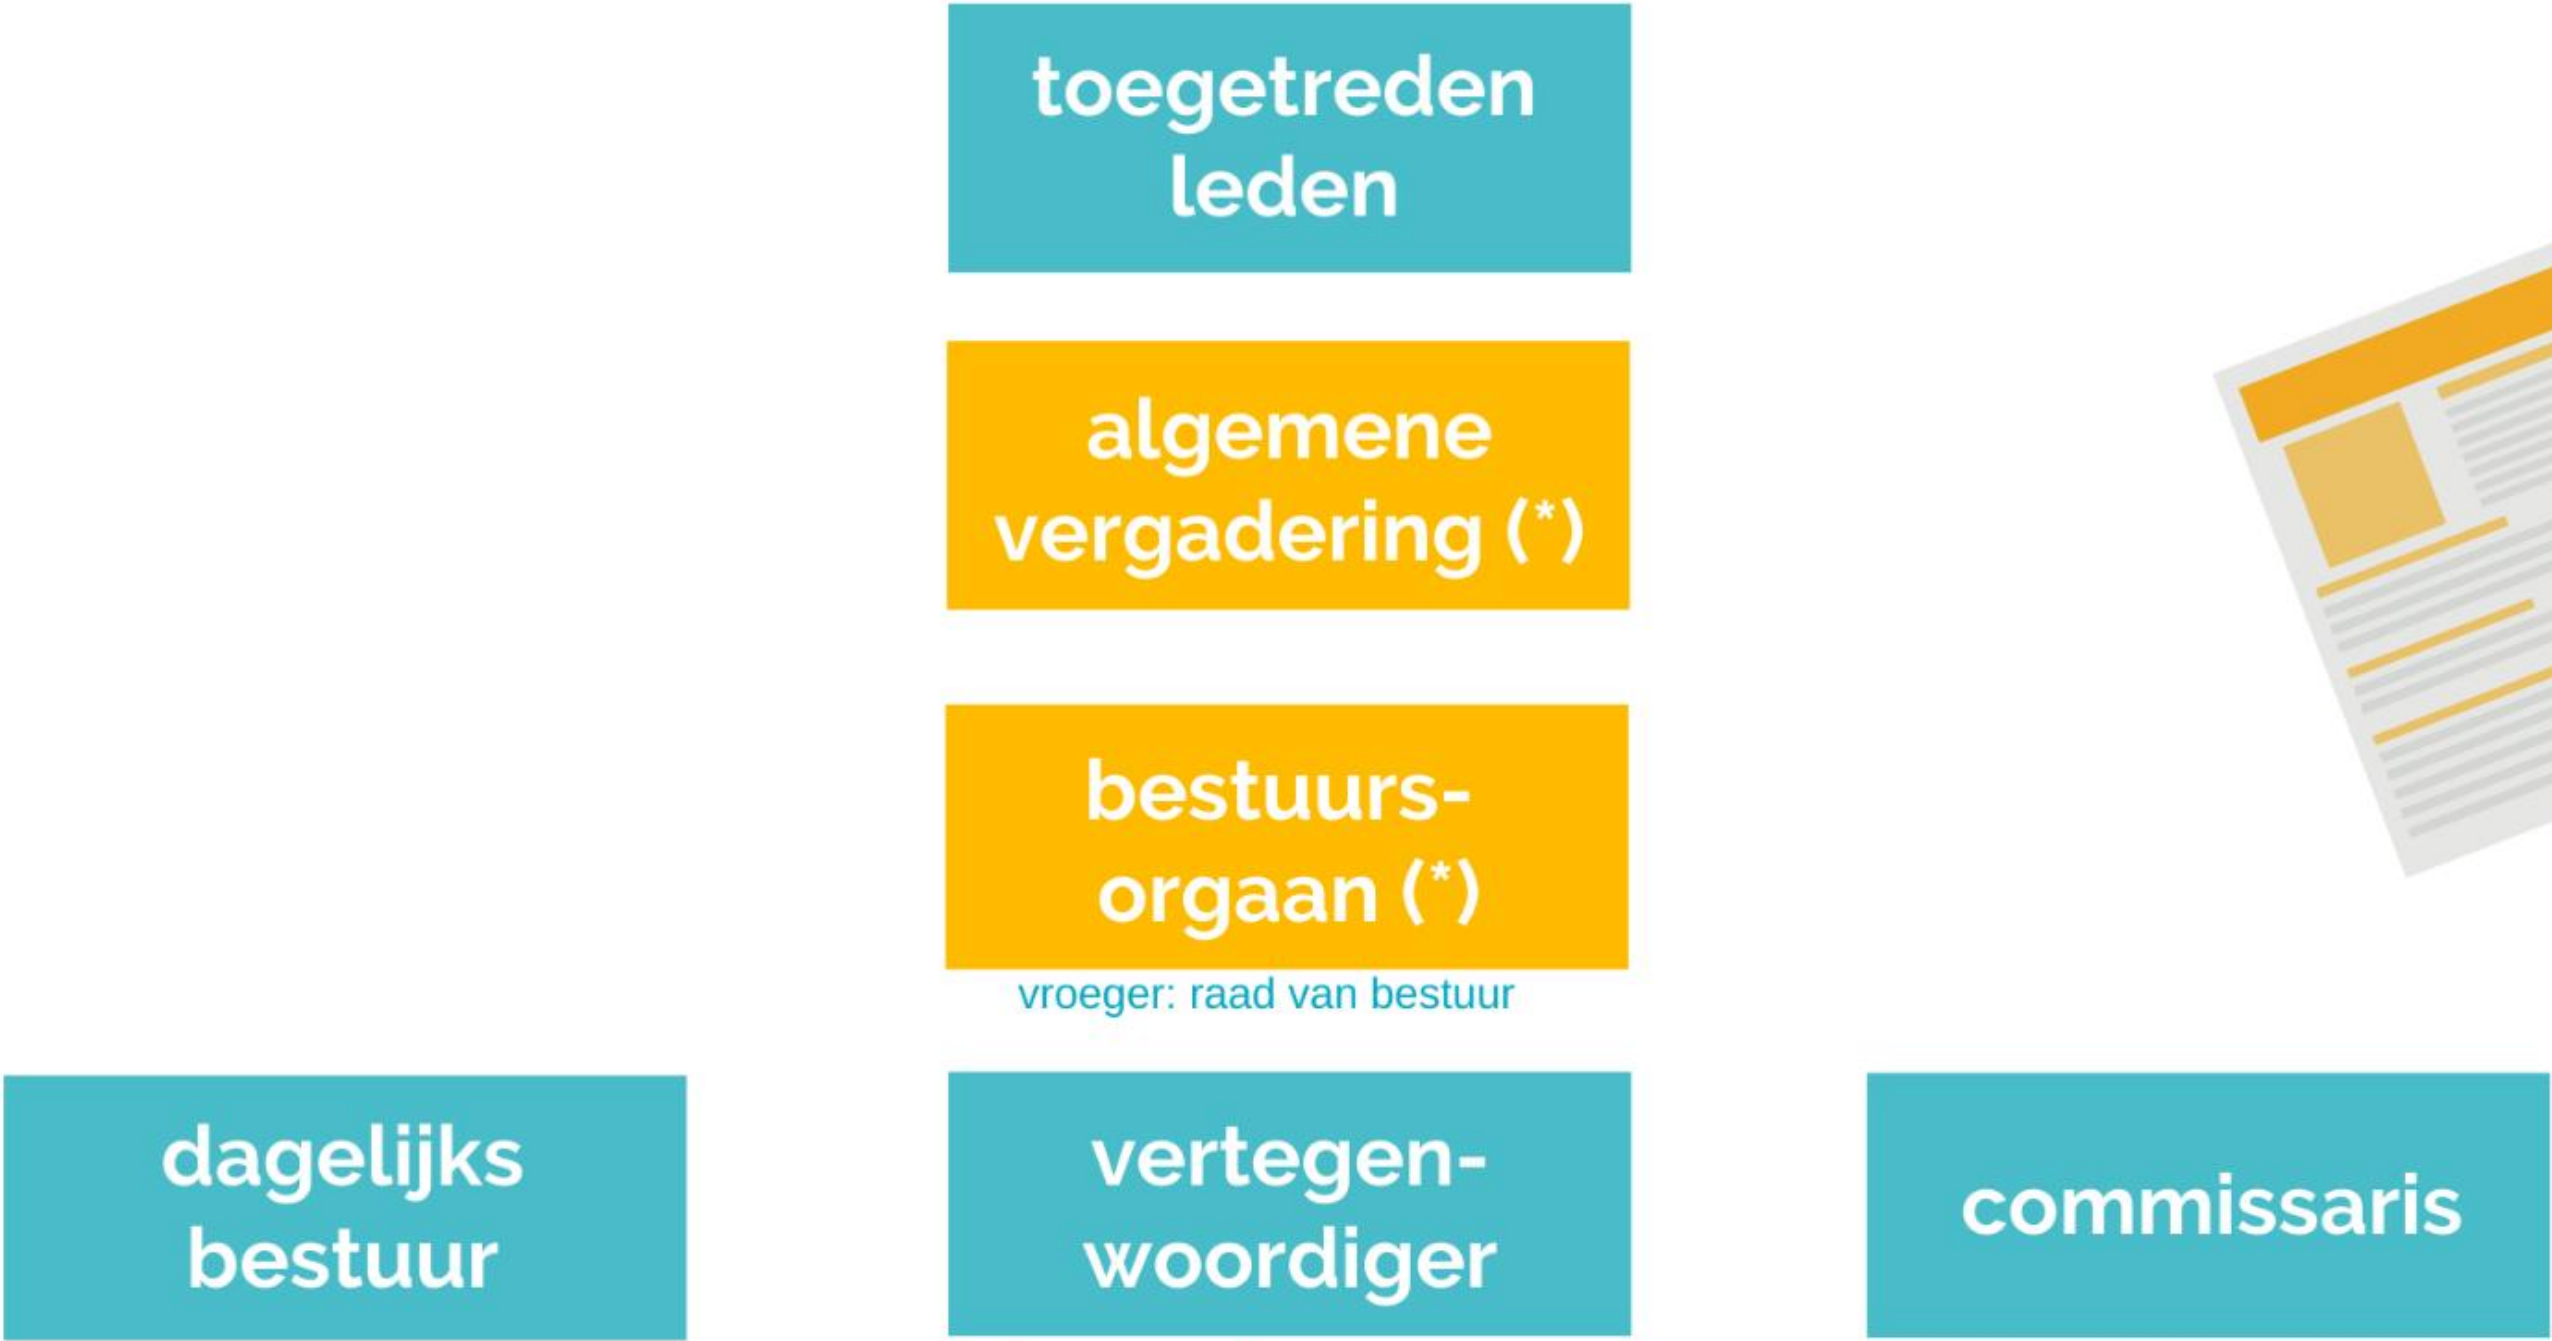 toegetreden
leden
algemene
vergadering (*)
bestuurs-
orgaan (*)
vroeger: raad van bestuur
dagelijks
bestuur
vertegen-
woordiger
commissaris